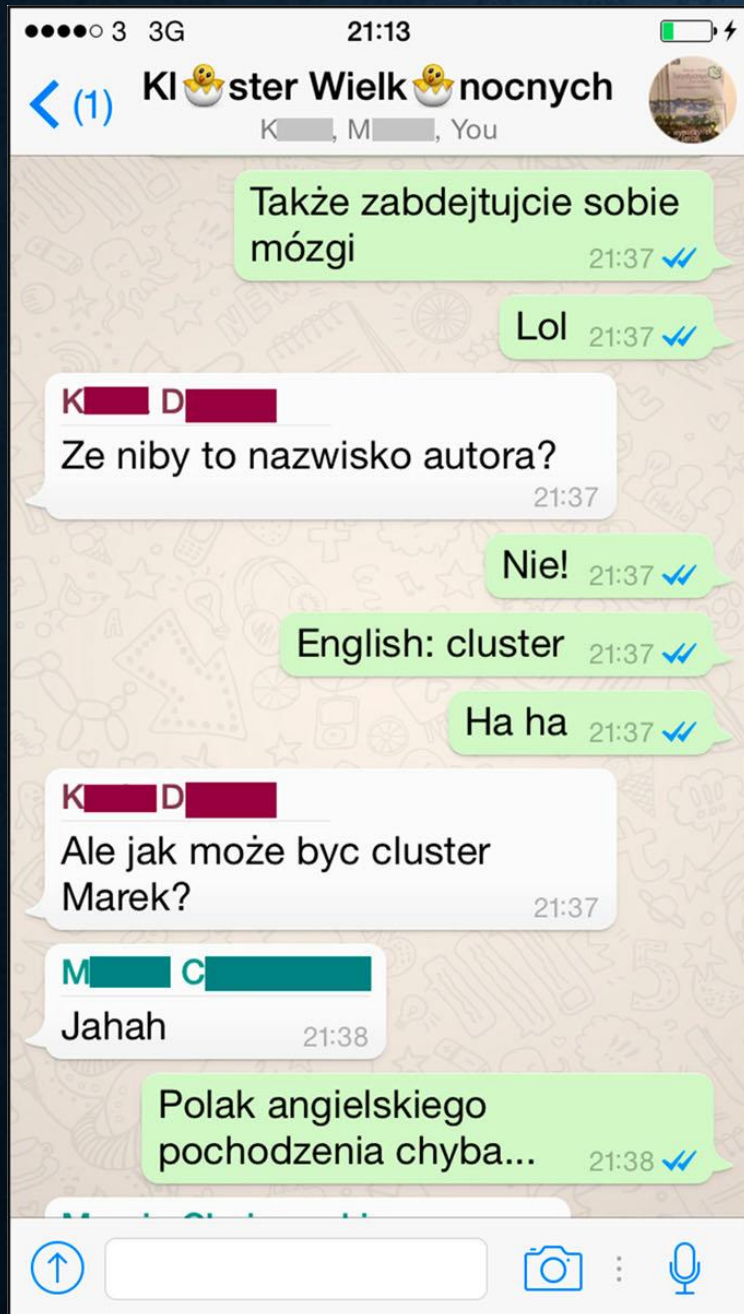 3 3G 21:13
(1) Kl🐣ster Wielk🐣nocnych
K, M, You
Także zabdejtujcie sobie
mózgi 21:37
Lol 21:37
K D
Ze niby to nazwisko autora?
21:37
Nie! 21:37
English: cluster 21:37
Ha ha 21:37
K D
Ale jak może byc cluster
Marek? 21:37
M C
Jahah 21:38
Polak angielskiego
pochodzenia chyba... 21:38